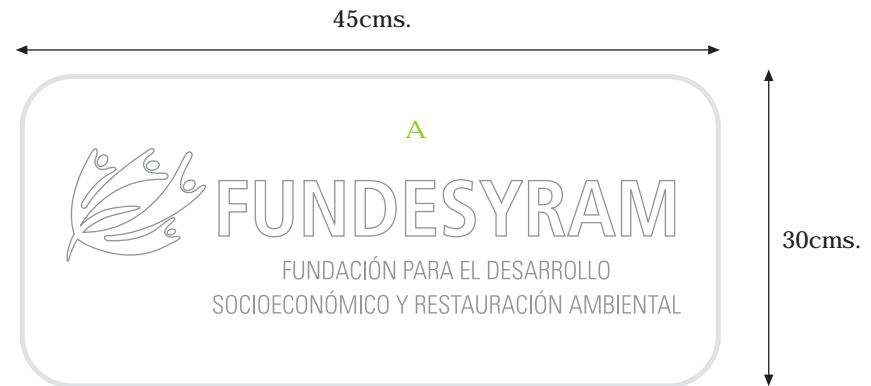 45cms.
A
FUNDESYRAM
30cms.
FUNDACIÓN PARA EL DESARROLLO
SOCIOECONÓMICO Y RESTAURACIÓN AMBIENTAL